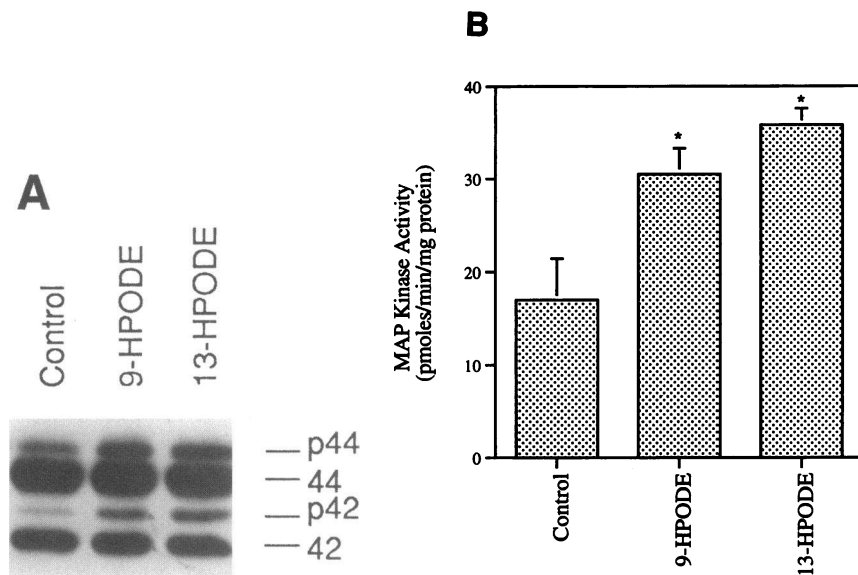 A
Control
9-HPODE
13-HPODE
p44
44
p42
42
B
MAP Kinase Activity
(pmoles/min/mg protein)
40
30
20
10
0
*
*
Control
9-HPODE
13-HPODE